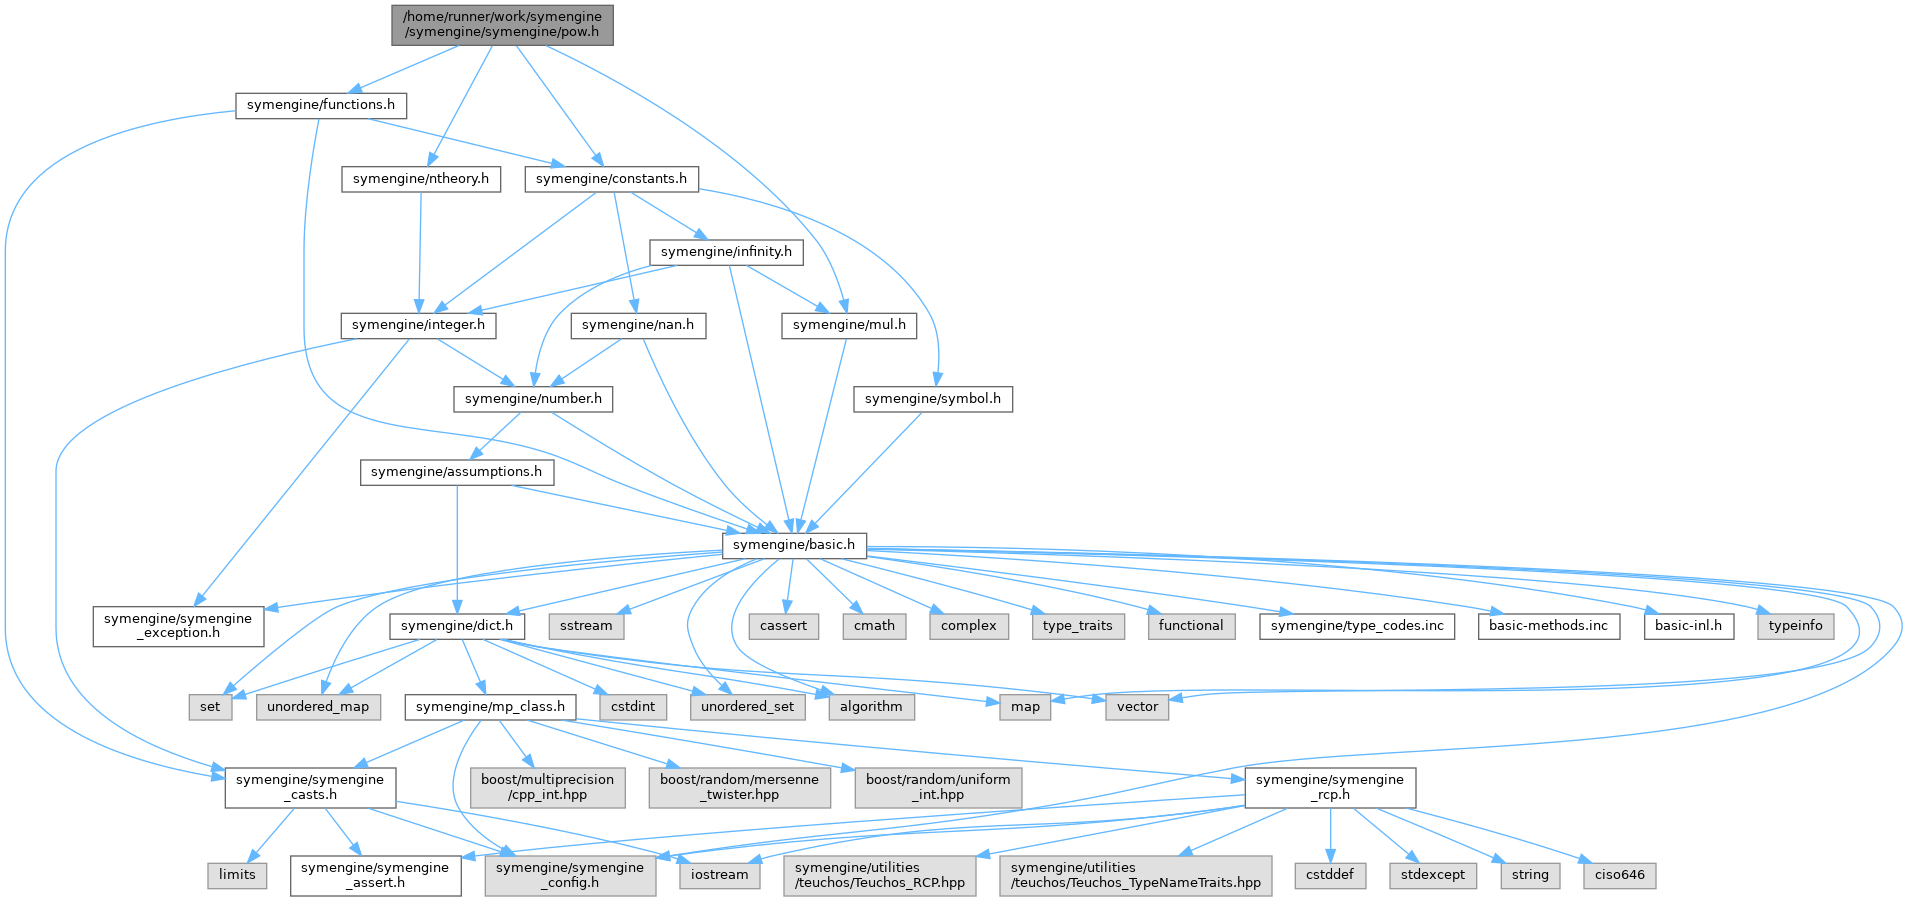 /home/runner/work/symengine
/symengine/symengine/pow.h
symengine/functions.h
symengine/ntheory.h
symengine/constants.h
symengine/infinity.h
symengine/integer.h
symengine/nan.h
symengine/mul.h
symengine/number.h
symengine/symbol.h
symengine/assumptions.h
symengine/basic.h
symengine/symengine
_exception.h
symengine/dict.h
sstream
cassert
cmath
complex
type_traits
functional
symengine/type_codes.inc
basic-methods.inc
basic-inl.h
typeinfo
set
unordered_map
symengine/mp_class.h
cstdint
unordered_set
algorithm
map
vector
symengine/symengine
_casts.h
boost/multiprecision
/cpp_int.hpp
boost/random/mersenne
_twister.hpp
boost/random/uniform
_int.hpp
symengine/symengine
_rcp.h
limits
symengine/symengine
_assert.h
symengine/symengine
_config.h
iostream
symengine/utilities
/teuchos/Teuchos_RCP.hpp
symengine/utilities
/teuchos/Teuchos_TypeNameTraits.hpp
cstddef
stdexcept
string
ciso646